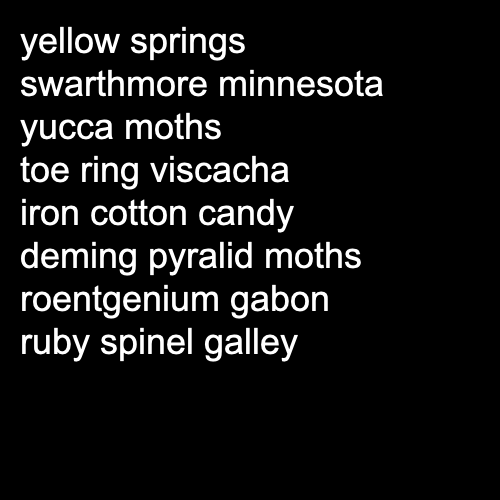 yellow springs
swarthmore minnesota
yucca moths
toe ring viscacha
iron cotton candy
deming pyralid moths
roentgenium gabon
ruby spinel galley